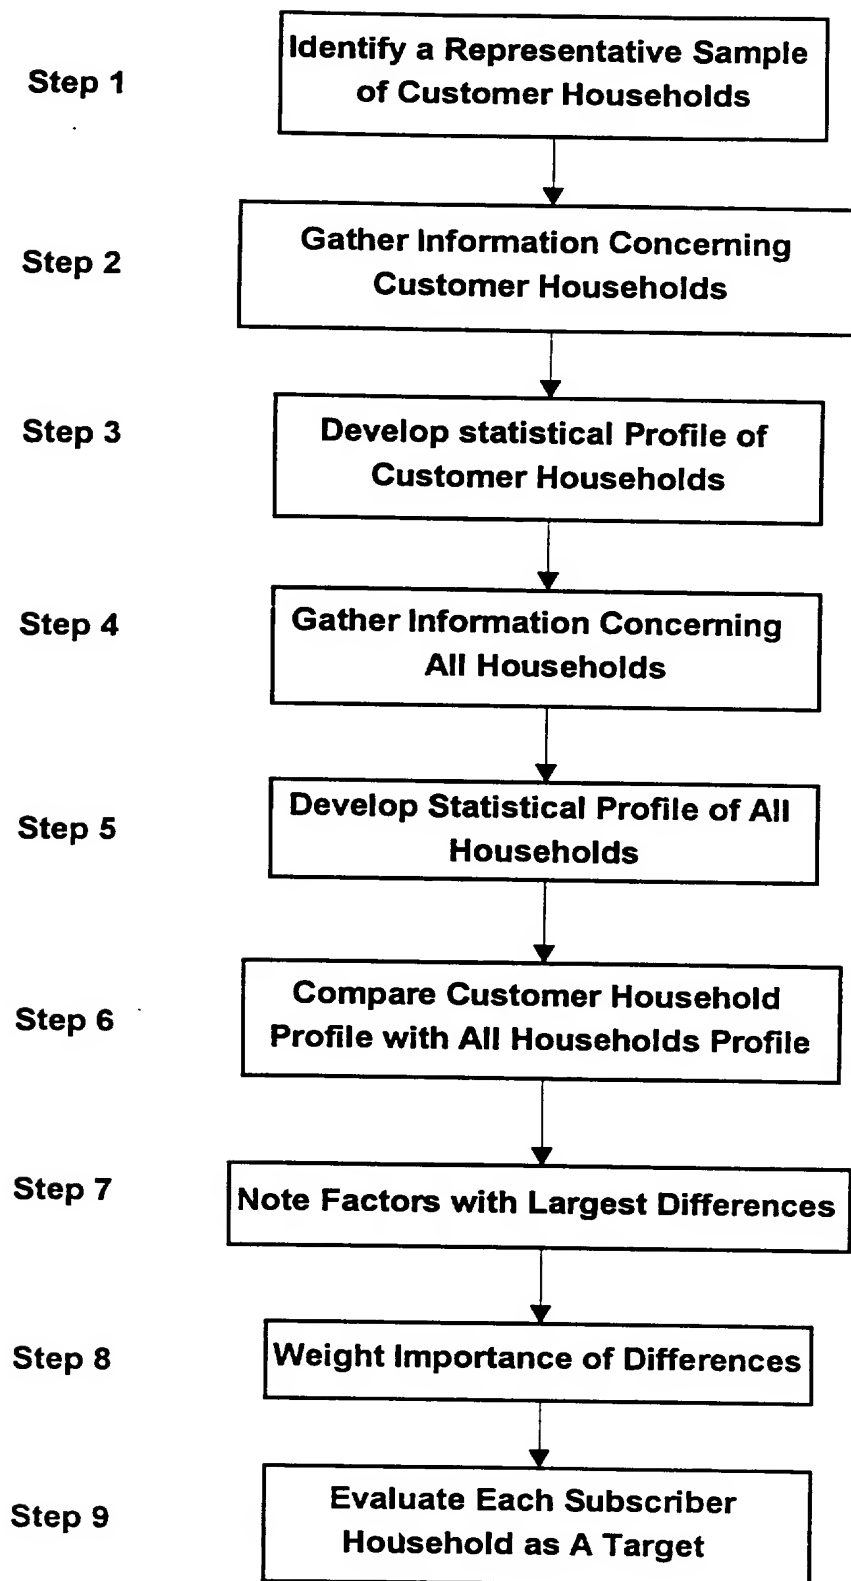 Step 1
Identify a Representative Sample
of Customer Households
Step 2
Gather Information Concerning
Customer Households
Step 3
Develop statistical Profile of
Customer Households
Step 4
Gather Information Concerning
All Households
Step 5
Develop Statistical Profile of All
Households
Step 6
Compare Customer Household
Profile with All Households Profile
Step 7
Note Factors with Largest Differences
Step 8
Weight Importance of Differences
Step 9
Evaluate Each Subscriber
Household as A Target